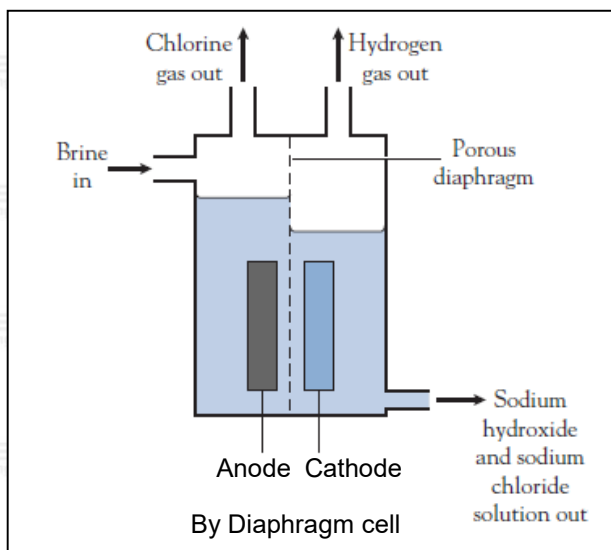 Chlorine
gas out
Hydrogen
gas out
Brine
in
Porous
diaphragm
Sodium
hydroxide
and sodium
chloride
solution out
Anode Cathode
By Diaphragm cell